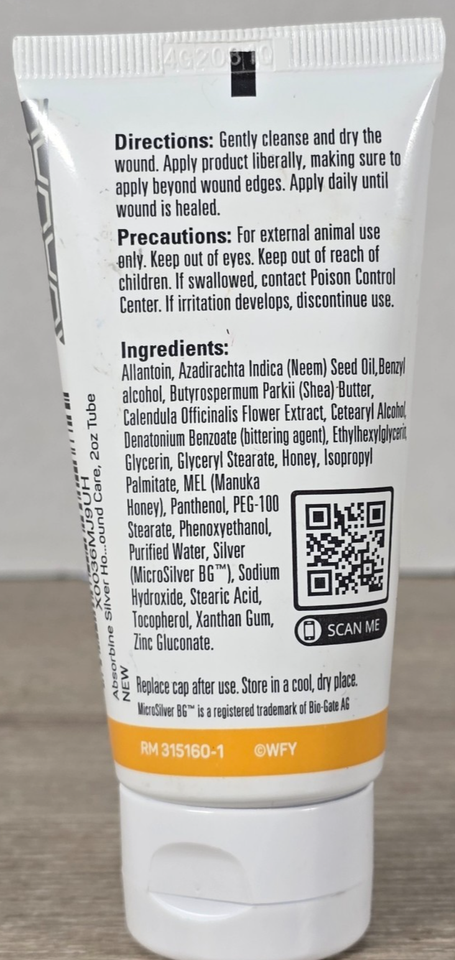 Directions: Gently cleanse and dry the
wound. Apply product liberally, making sure to
apply beyond wound edges. Apply daily until
wound is healed.
Precautions: For external animal use
only. Keep out of eyes. Keep out of reach of
children. If swallowed, contact Poison Control
Center. If irritation develops, discontinue use.
Ingredients:
Allantoin, Azadirachta Indica (Neem) Seed Oil, Benzyl
alcohol, Butyrospermum Parkii (Shea) Butter,
Calendula Officinalis Flower Extract, Cetearyl Alcohol,
Denatonium Benzoate (bittering agent), Ethylhexylglycerin,
Glycerin, Glyceryl Stearate, Honey, Isopropyl
Palmitate, MEL (Manuka
Honey), Panthenol, PEG-100
Stearate, Phenoxyethanol,
Purified Water, Silver
(MicroSilver BG™), Sodium
Hydroxide, Stearic Acid,
Tocopherol, Xanthan Gum,
Zinc Gluconate.
SCAN ME
Replace cap after use. Store in a cool, dry place.
MicroSilver BG™ is a registered trademark of Bio-Gate AG
RM 315160-1 ©WFY
X0036MJ9UH
Absorbine Silver Ho...ound Care, 2oz Tube
NEW